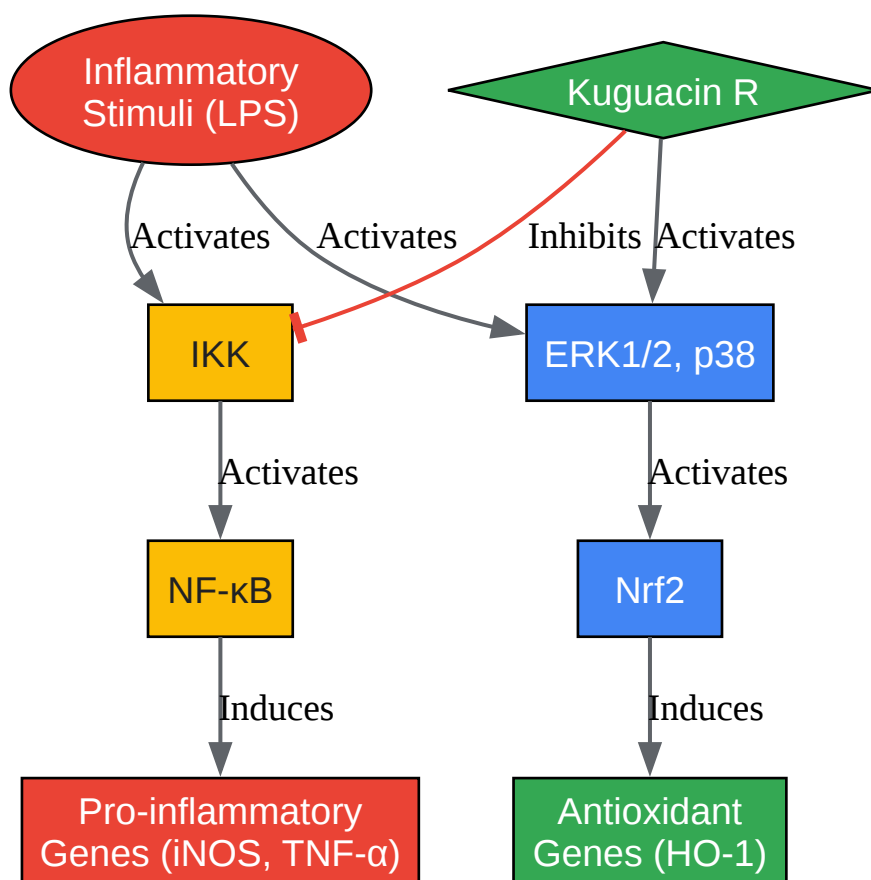 Inflammatory
Stimuli (LPS)
Kuguacin R
Activates
Activates
Inhibits
Activates
IKK
ERK1/2, p38
Activates
Activates
NF-κB
Nrf2
Induces
Induces
Pro-inflammatory
Genes (iNOS, TNF-α)
Antioxidant
Genes (HO-1)